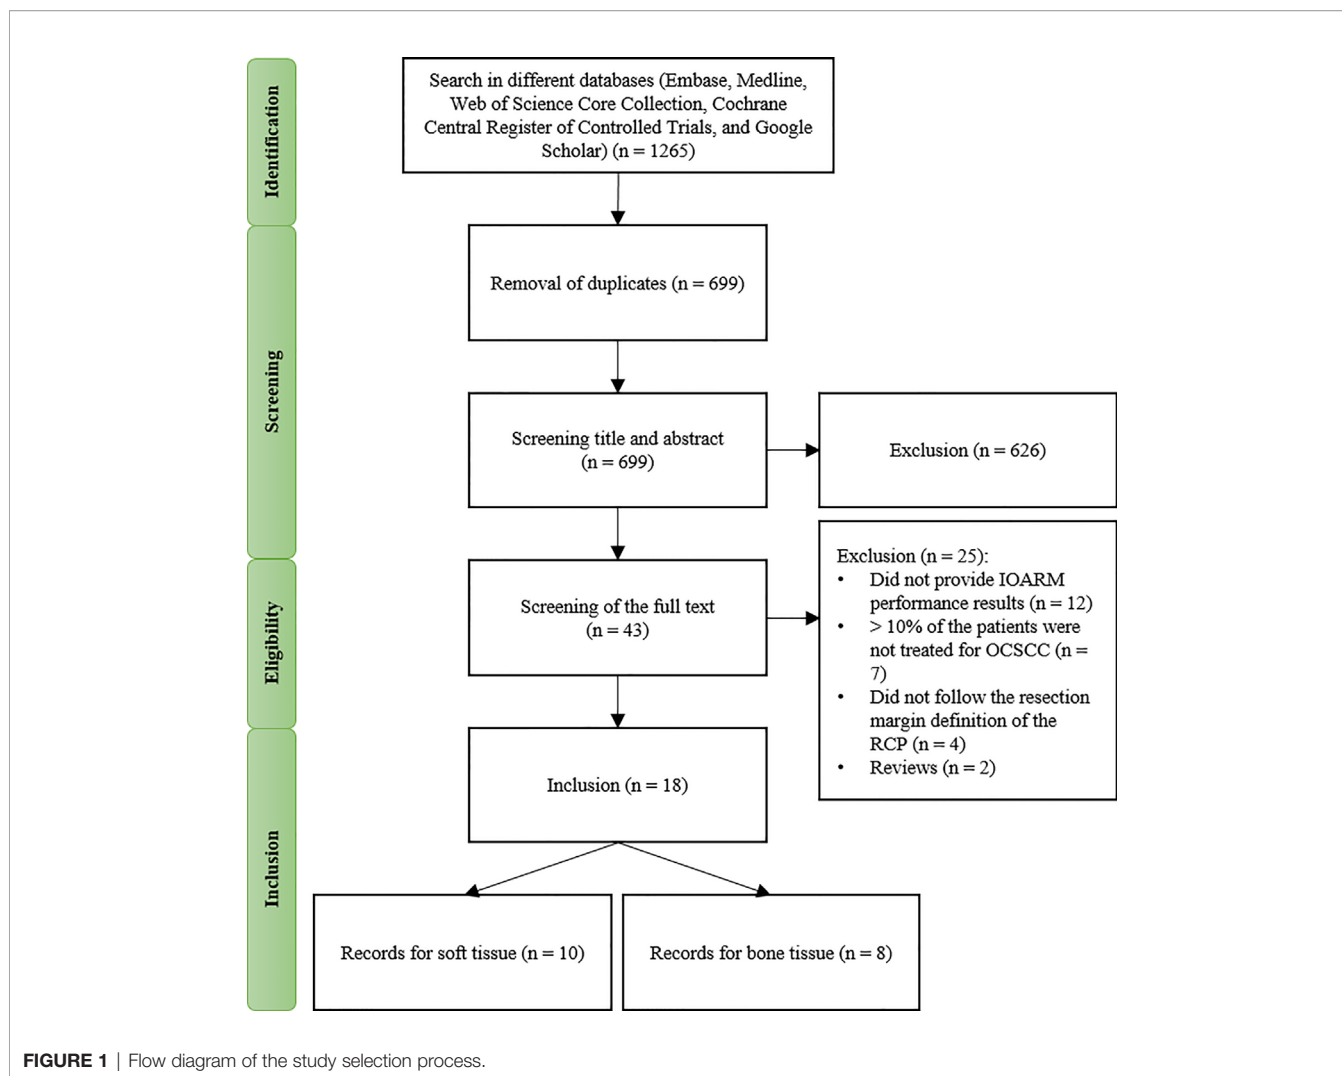 Identification
Search in different databases (Embase, Medline,
Web of Science Core Collection, Cochrane
Central Register of Controlled Trials, and Google
Scholar) (n = 1265)
Screening
Removal of duplicates (n = 699)
Screening title and abstract
(n = 699)
Exclusion (n = 626)
Eligibility
Screening of the full text
(n = 43)
Exclusion (n = 25):
• Did not provide IOARM
performance results (n = 12)
• > 10% of the patients were
not treated for OCSCC (n =
7)
• Did not follow the resection
margin definition of the
RCP (n = 4)
• Reviews (n = 2)
Inclusion
Inclusion (n = 18)
Records for soft tissue (n = 10)
Records for bone tissue (n = 8)
FIGURE 1 | Flow diagram of the study selection process.